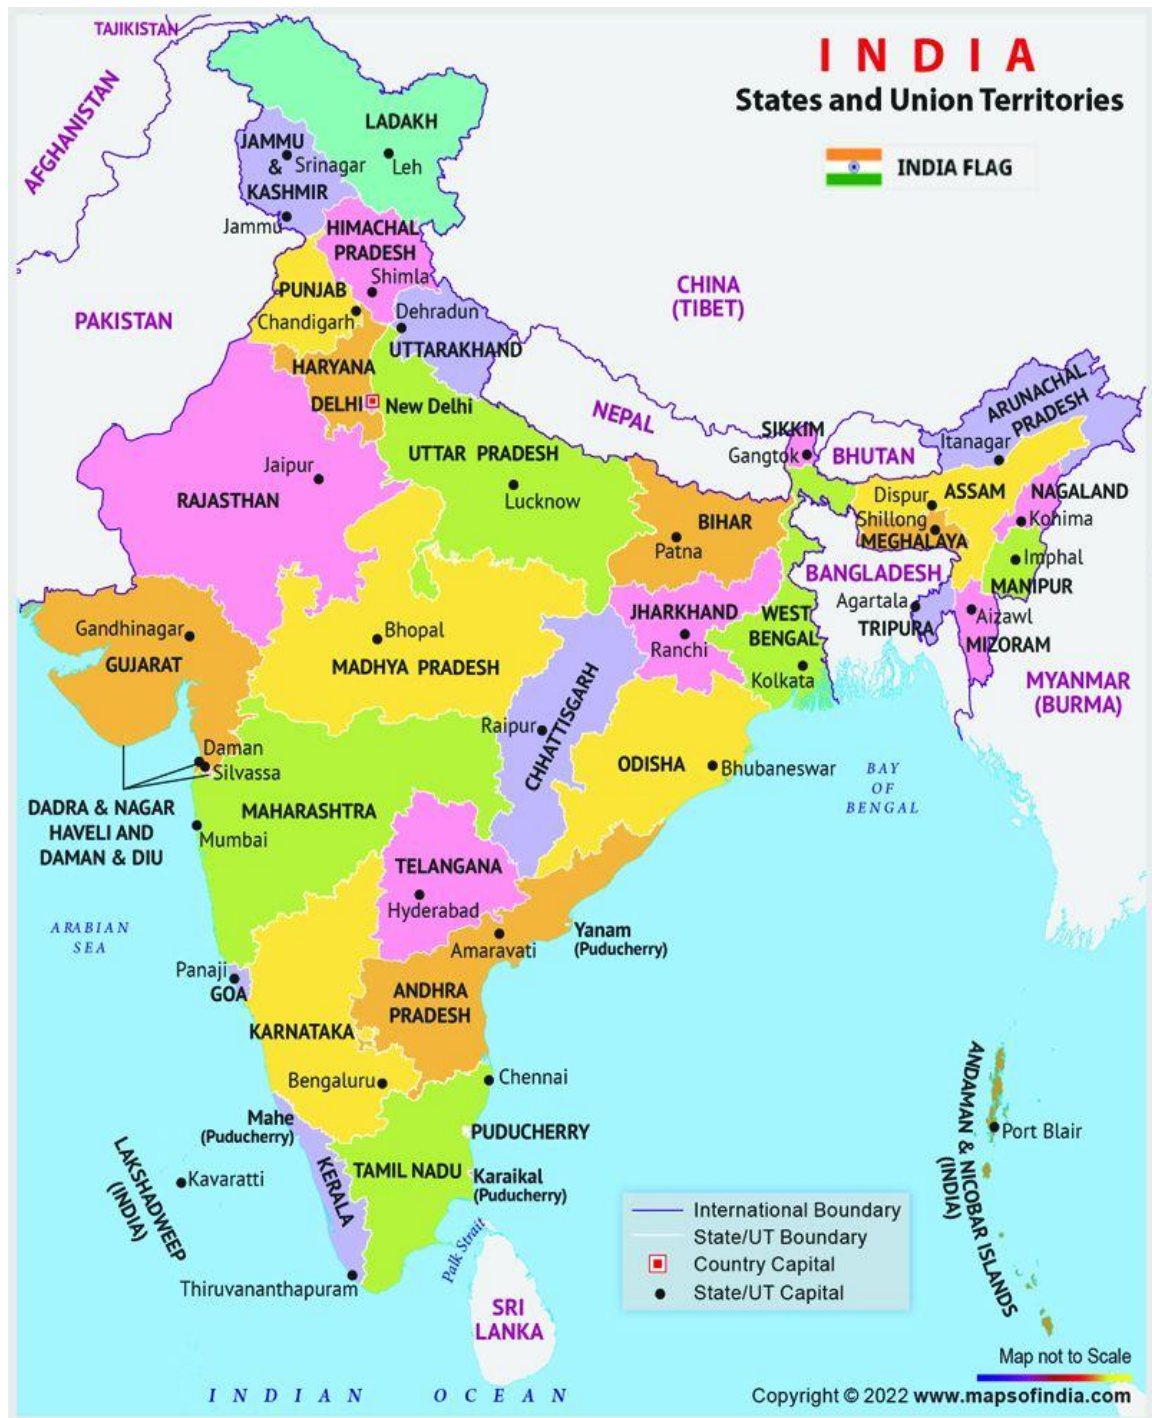 TAJIKISTAN
AFGHANISTAN
INDIA
States and Union Territories
INDIA FLAG
LADAKH
Leh
JAMMU
&
KASHMIR
Srinagar
Jammu
HIMACHAL
PRADESH
Shimla
PUNJAB
Chandigarh
Dehradun
UTTARAKHAND
CHINA
(TIBET)
PAKISTAN
HARYANA
DELHI
New Delhi
NEPAL
SIKKIM
Gangtok
BHUTAN
ARUNACHAL
PRADESH
Itanagar
UTTAR PRADESH
Lucknow
Jaipur
RAJASTHAN
BIHAR
Patna
Dispur
ASSAM
NAGALAND
Kohima
Shillong
MEGHALAYA
Imphal
MANIPUR
BANGLADESH
Agartala
TRIPURA
Aizawl
MIZORAM
MYANMAR
(BURMA)
Gandhinagar
GUJARAT
Bhopal
MADHYA PRADESH
JHARKHAND
Ranchi
WEST
BENGAL
Kolkata
CHHATTISGARH
Raipur
ODISHA
Bhubaneswar
BAY
OF
BENGAL
Daman
Silvassa
DADRA & NAGAR
HAVELI AND
DAMAN & DIU
MAHARASHTRA
Mumbai
TELANGANA
Hyderabad
ARABIAN
SEA
Amaravati
Yanam
(Puducherry)
Panaji
GOA
ANDHRA
PRADESH
KARNATAKA
Bengaluru
Chennai
Mahe
(Puducherry)
PUDUCHERRY
LAKSHADWEEP
(INDIA)
Kavaratti
KERALA
TAMIL NADU
Karaikal
(Puducherry)
Palk Strait
Thiruvananthapuram
SRI
LANKA
ANDAMAN & NICOBAR ISLANDS
(INDIA)
Port Blair
International Boundary
State/UT Boundary
Country Capital
State/UT Capital
INDIAN OCEAN
Map not to Scale
Copyright © 2022 www.mapsofindia.com